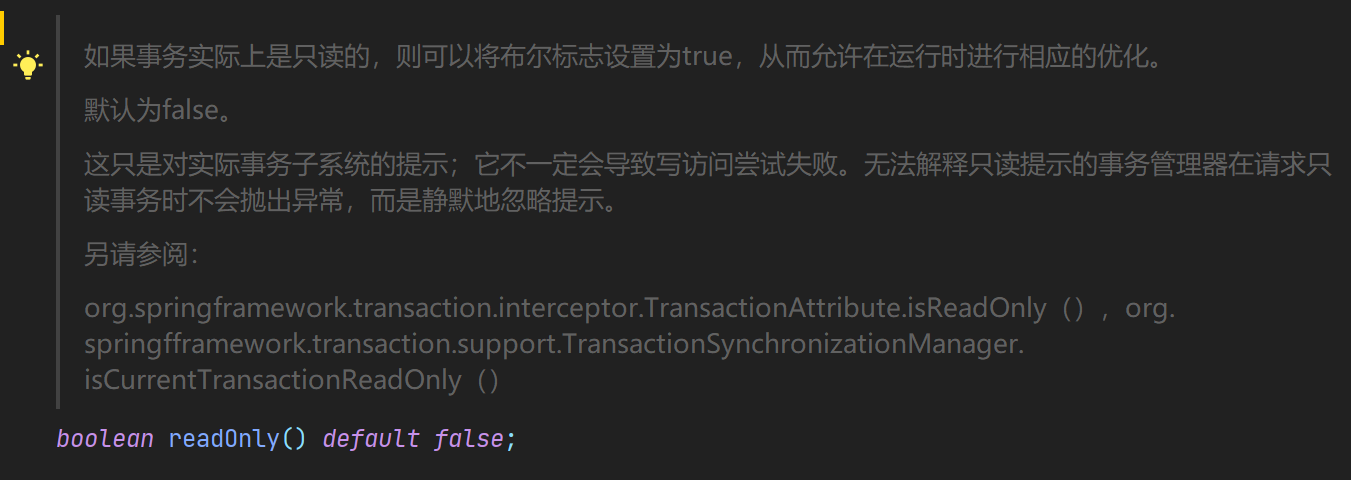 如果事务实际上是只读的，则可以将布尔标志设置为true，从而允许在运行时进行相应的优化。
默认为false。
这只是对实际事务子系统的提示；它不一定会导致写访问尝试失败。无法解释只读提示的事务管理器在请求只
读事务时不会抛出异常，而是静默地忽略提示。
另请参阅：
org.springframework.transaction.interceptor.TransactionAttribute.isReadOnly（），org.
springfframework.transaction.support.TransactionSynchronizationManager.
isCurrentTransactionReadOnly（）
boolean readOnly() default false;